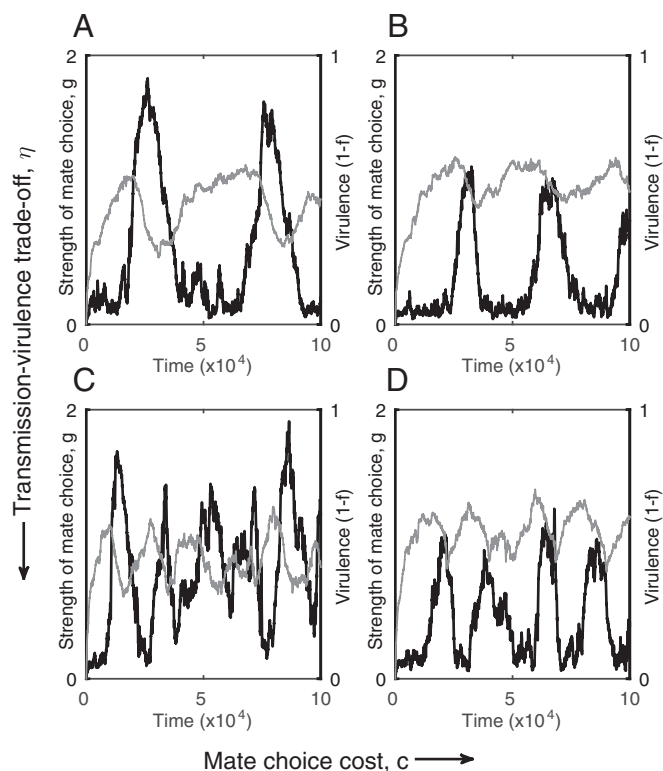 A
B
2
1
2
1
Strength of mate choice, g
Virulence (1-f)
Strength of mate choice, g
Virulence (1-f)
0
0
0
0
0
5
10
0
5
10
Time (x10⁴)
Time (x10⁴)
C
D
2
1
2
1
Strength of mate choice, g
Virulence (1-f)
Strength of mate choice, g
Virulence (1-f)
0
0
0
0
0
5
10
0
5
10
Time (x10⁴)
Time (x10⁴)
Transmission-virulence trade-off, η
Mate choice cost, c